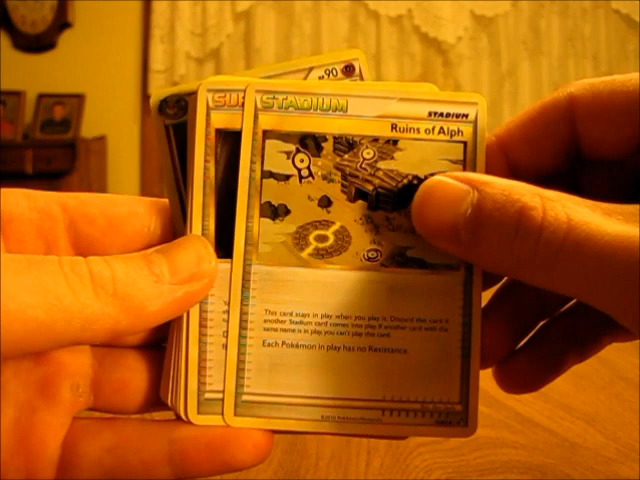 90
SUP
STADIUM
STADIUM
Ruins of Alph
This card stays in play when you play it. Discard this card if
another Stadium card comes into play. If another card with the
same name is in play, you can't play this card.
Each Pokémon in play has no Resistance.